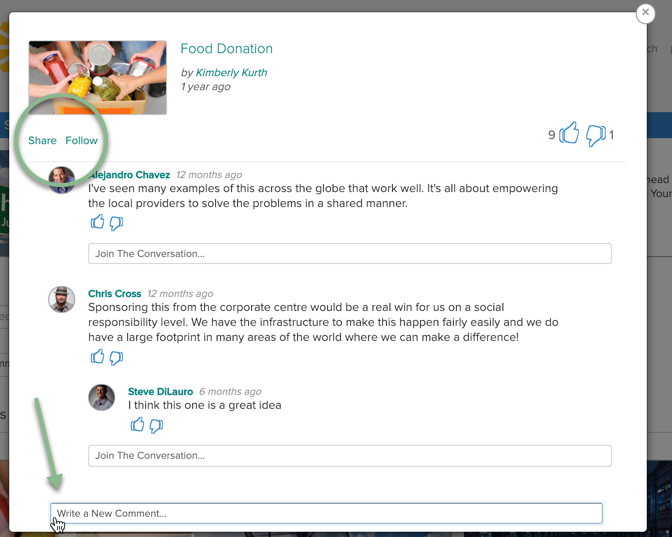 Food Donation
by Kimberly Kurth
1 year ago
Share Follow
9 1
Alejandro Chavez 12 months ago
I've seen many examples of this across the globe that work well. It's all about empowering
the local providers to solve the problems in a shared manner.
Join The Conversation...
Chris Cross 12 months ago
Sponsoring this from the corporate centre would be a real win for us on a social
responsibility level. We have the infrastructure to make this happen fairly easily and we do
have a large footprint in many areas of the world where we can make a difference!
Steve DiLauro 6 months ago
I think this one is a great idea
Join The Conversation...
Write a New Comment...
Your